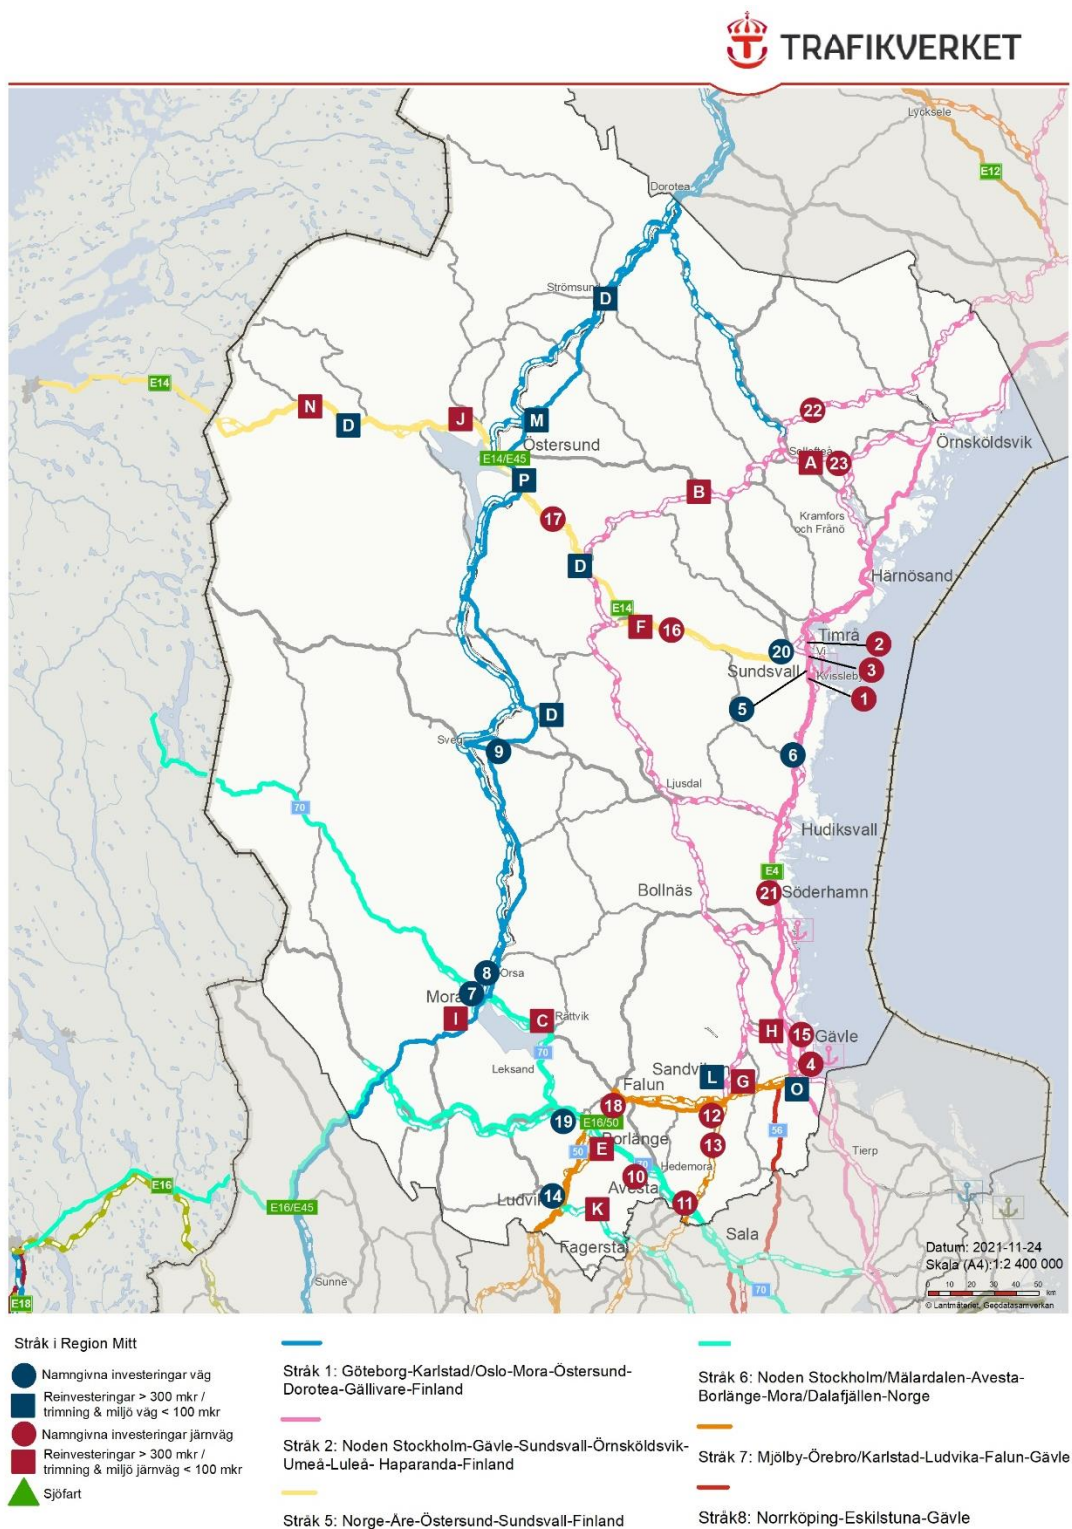 TRAFIKVERKET
Lycksele
E12
Dorotea
D
E14
N
D
J
M
Östersund
E14/E45
P
17
22
A
23
B
Örnsköldsvik
Kramfors
och Frånö
D
Härnösand
E14
F
16
20
Timrå
2
Vi
3
Sundsvall
Kvissleby
1
5
D
9
6
Ljusdal
70
Hudiksvall
E4
Bollnäs
21
Söderhamn
8
Orsa
Mora
7
I
C
Rättvik
H
15
Gävle
70
Leksand
4
L
G
O
Falun
18
12
E16/50
19
Borlänge
13
56
50
E
Hedemora
70
10
Tierp
E16
Avesta
14
11
K
E16/E45
Fagersta
Sala
Sunne
70
E18
Datum: 2021-11-24
Skala (A4):1:2 400 000
0 10 20 30 40 50
km
© Lantmäteriet, Geodatasamverkan
Stråk i Region Mitt
Namngivna investeringar väg
Reinvesteringar > 300 mkr /
trimning & miljö väg < 100 mkr
Namngivna investeringar järnväg
Reinvesteringar > 300 mkr /
trimning & miljö järnväg < 100 mkr
Sjöfart
Stråk 1: Göteborg-Karlstad/Oslo-Mora-Östersund-
Dorotea-Gällivare-Finland
Stråk 2: Noden Stockholm-Gävle-Sundsvall-Örnsköldsvik-
Umeå-Luleå- Haparanda-Finland
Stråk 5: Norge-Åre-Östersund-Sundsvall-Finland
Stråk 6: Noden Stockholm/Mälardalen-Avesta-
Borlänge-Mora/Dalafjällen-Norge
Stråk 7: Mjölby-Örebro/Karlstad-Ludvika-Falun-Gävle
Stråk8: Norrköping-Eskilstuna-Gävle